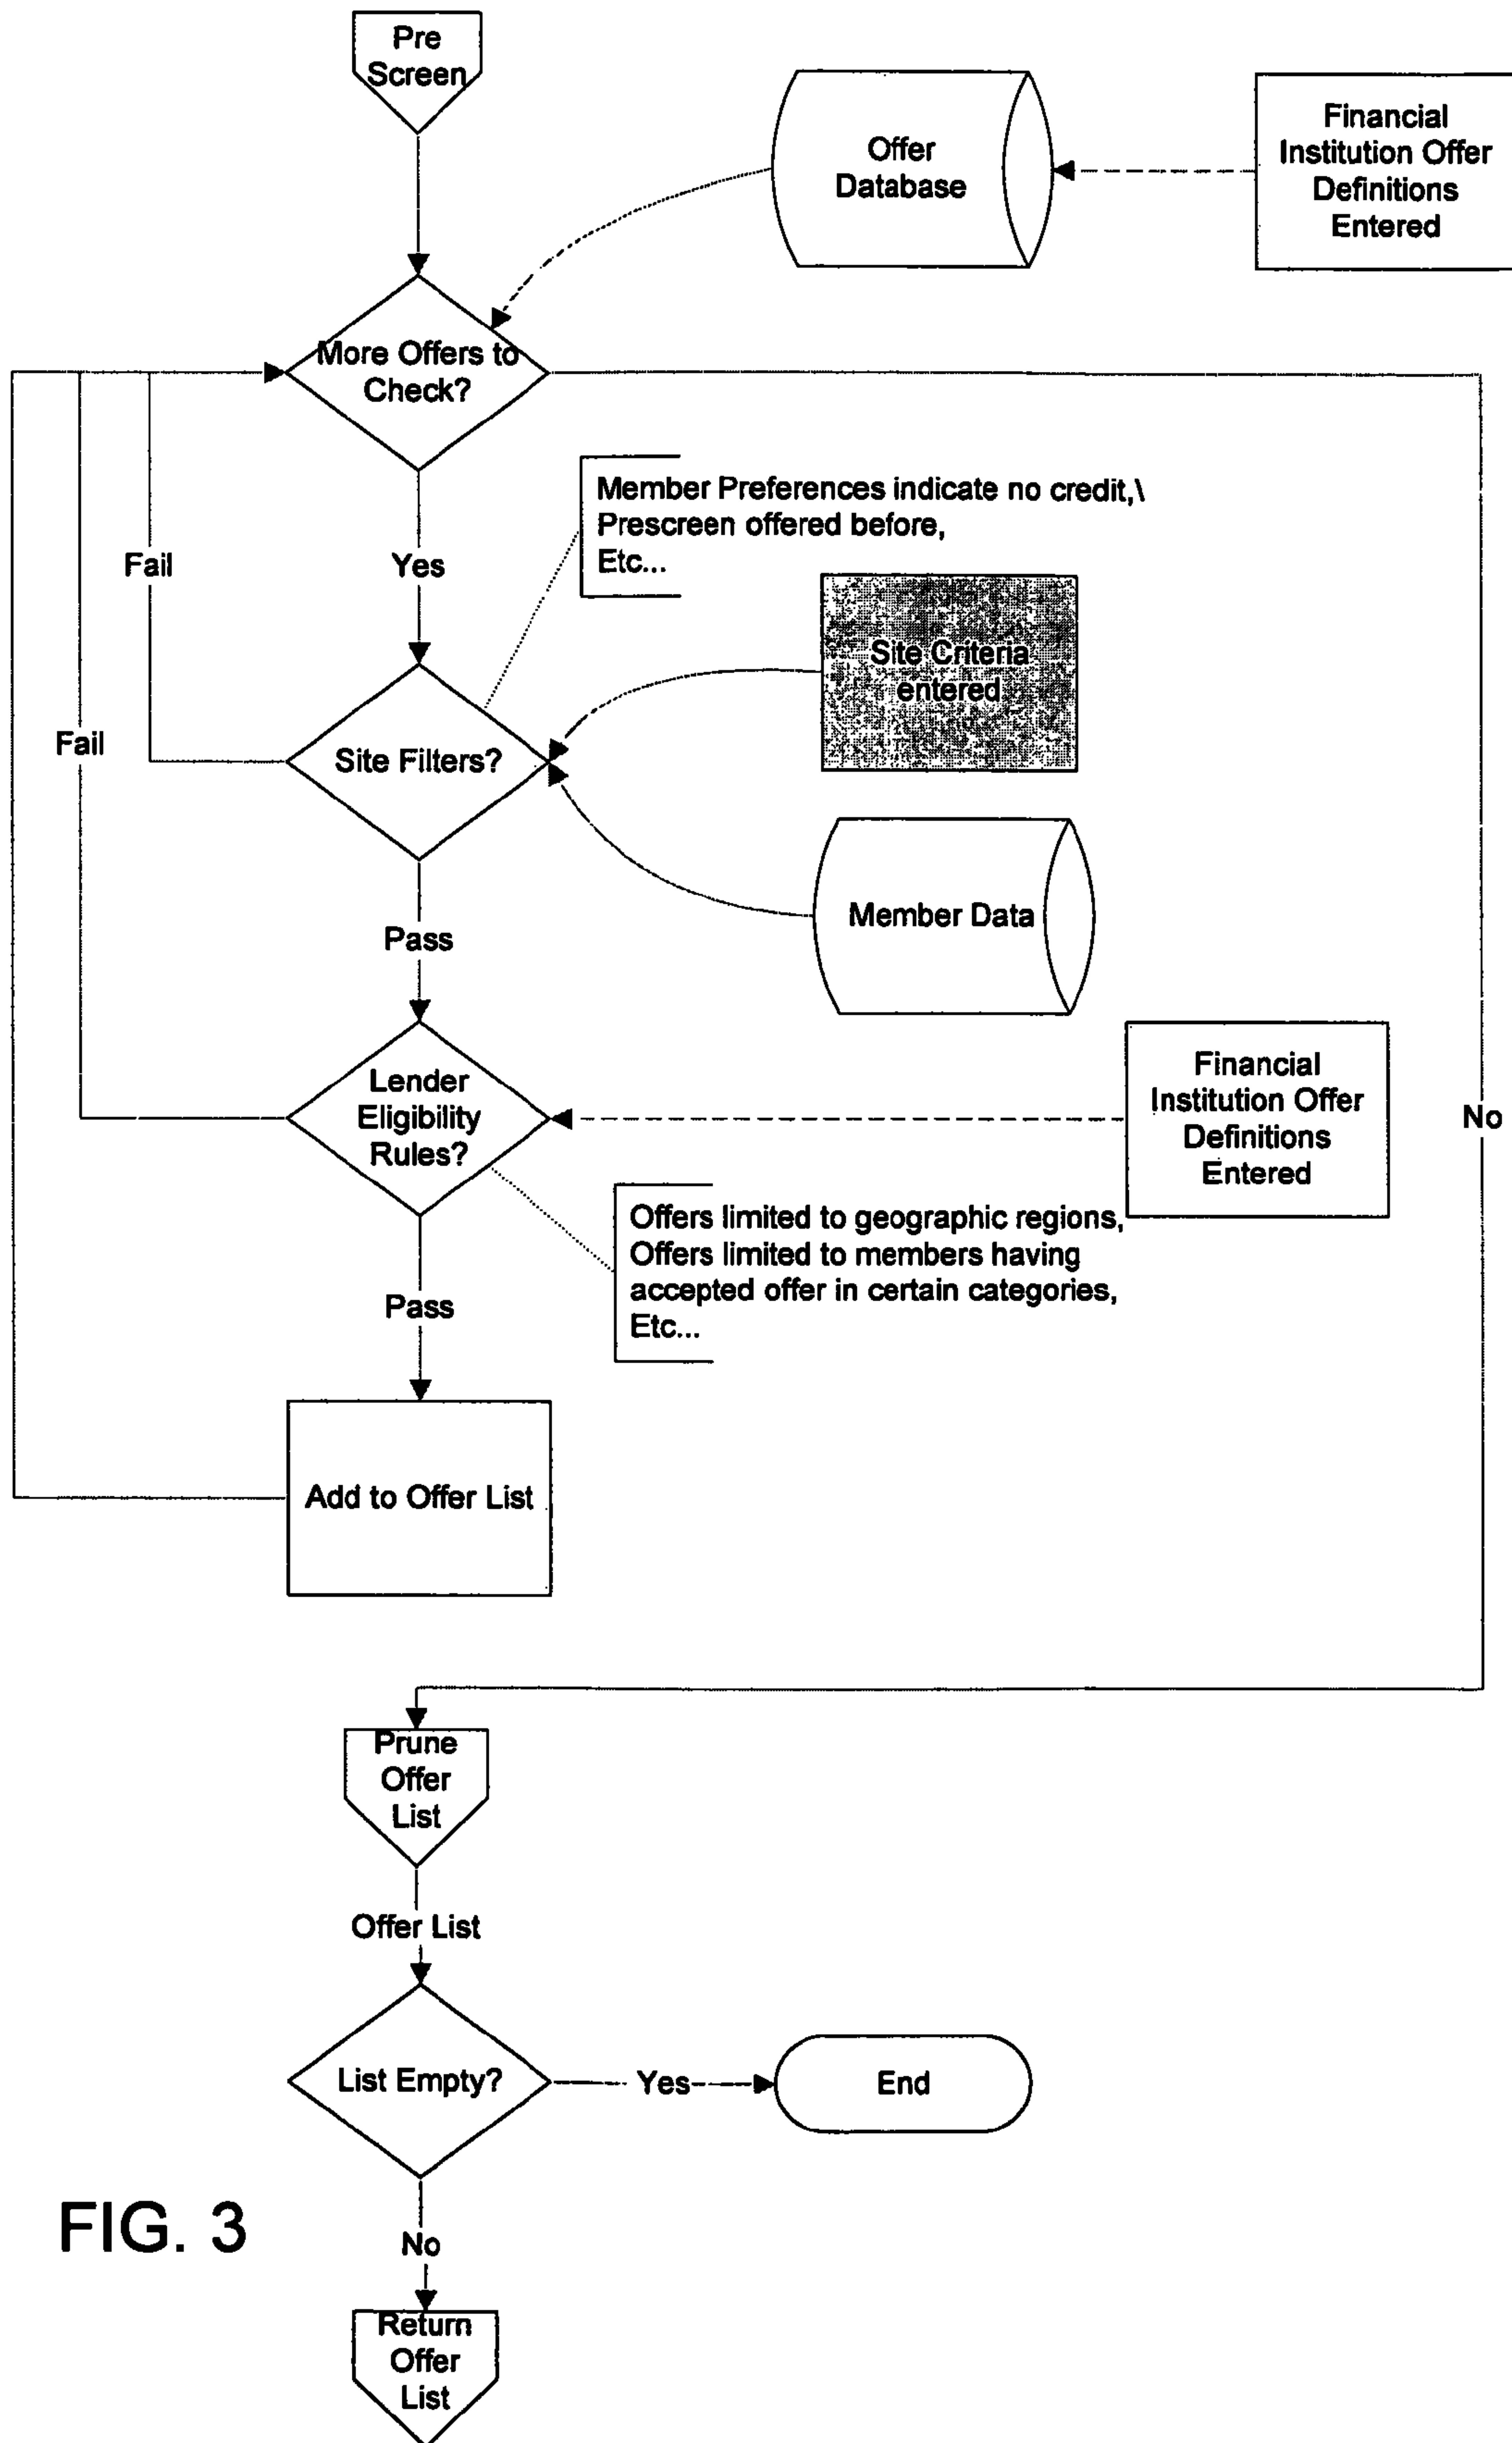 Pre
Screen
Offer
Database
Financial
Institution Offer
Definitions
Entered
More Offers to
Check?
Member Preferences indicate no credit,\
Prescreen offered before,
Etc...
Fail
Yes
Site Criteria
entered
Fail
Site Filters?
Member Data
Pass
Lender
Eligibility
Rules?
Financial
Institution Offer
Definitions
Entered
No
Offers limited to geographic regions,
Offers limited to members having
accepted offer in certain categories,
Etc...
Pass
Add to Offer List
Prune
Offer
List
Offer List
List Empty?
Yes
End
FIG. 3
No
Return
Offer
List